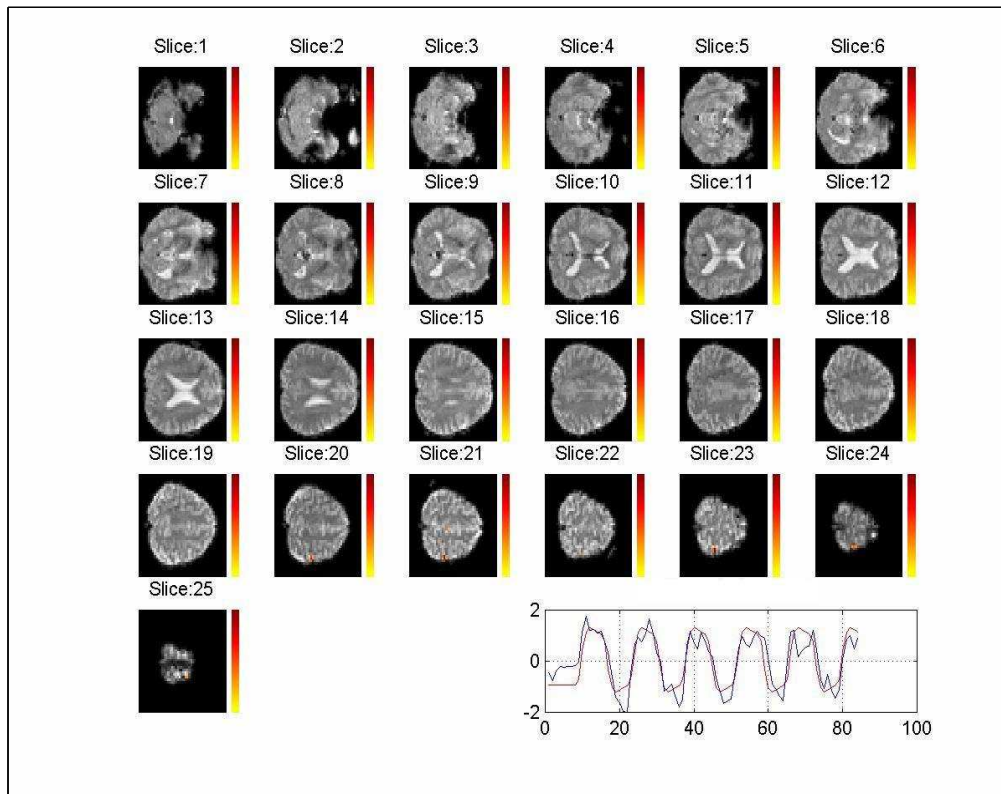 Slice:1 Slice:2 Slice:3 Slice:4 Slice:5 Slice:6
Slice:7 Slice:8 Slice:9 Slice:10 Slice:11 Slice:12
Slice:13 Slice:14 Slice:15 Slice:16 Slice:17 Slice:18
Slice:19 Slice:20 Slice:21 Slice:22 Slice:23 Slice:24
Slice:25
2
0
-2
0 20 40 60 80 100